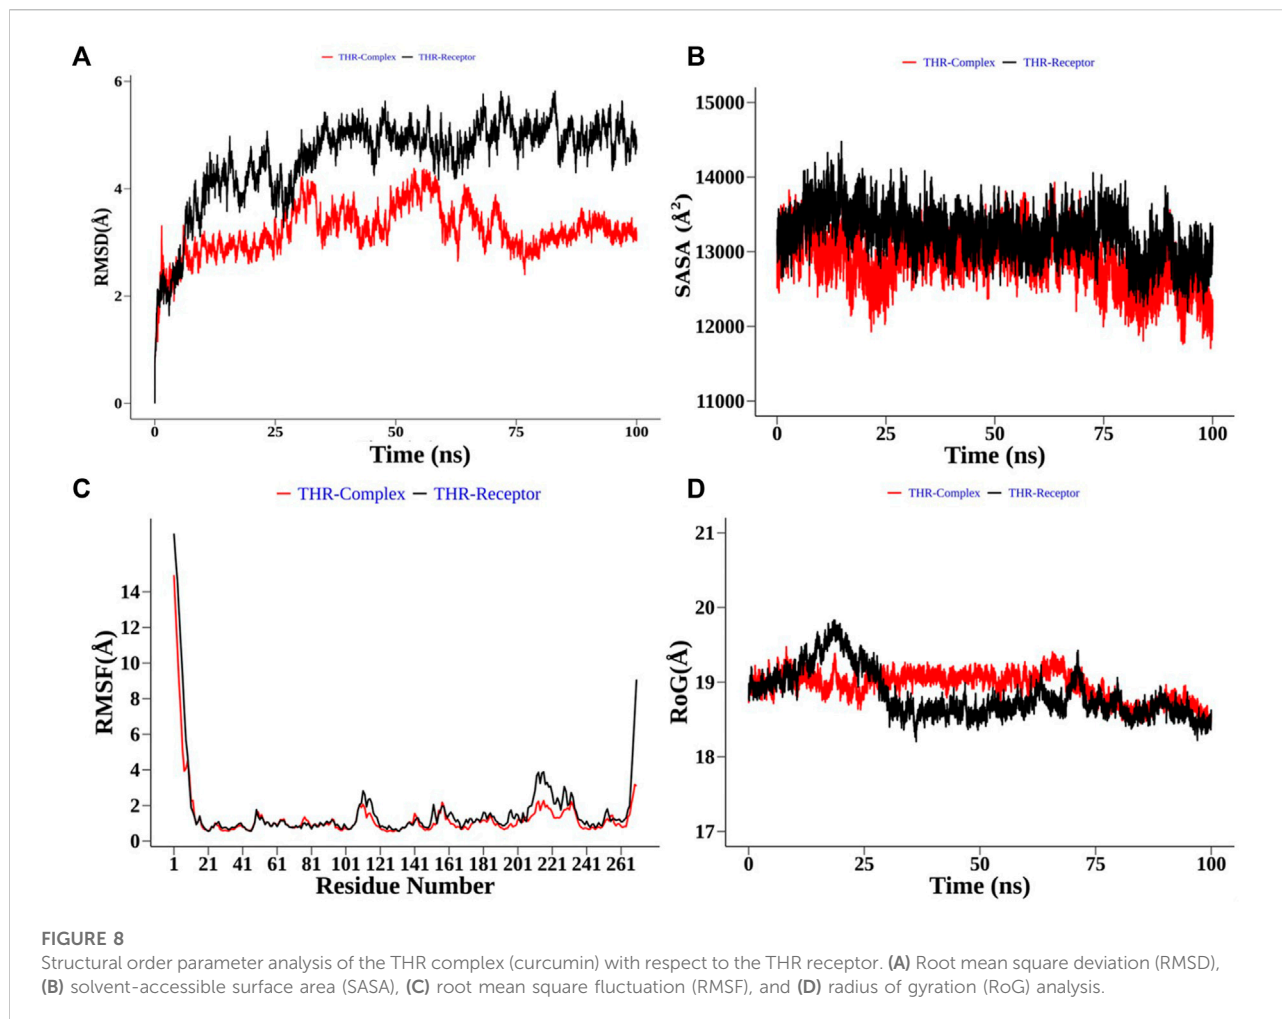 A
THR-Complex THR-Receptor
6
4
2
0
RMSD(Å)
0 25 50 75 100
Time (ns)
B
THR-Complex THR-Receptor
15000
14000
13000
12000
11000
SASA (Å²)
0 25 50 75 100
Time (ns)
C
THR-Complex THR-Receptor
14
12
10
8
6
4
2
0
RMSF(Å)
1 21 41 61 81 101 121 141 161 181 201 221 241 261
Residue Number
D
THR-Complex THR-Receptor
21
20
19
18
17
RoG(Å)
0 25 50 75 100
Time (ns)
FIGURE 8
Structural order parameter analysis of the THR complex (curcumin) with respect to the THR receptor. (A) Root mean square deviation (RMSD),
(B) solvent-accessible surface area (SASA), (C) root mean square fluctuation (RMSF), and (D) radius of gyration (RoG) analysis.